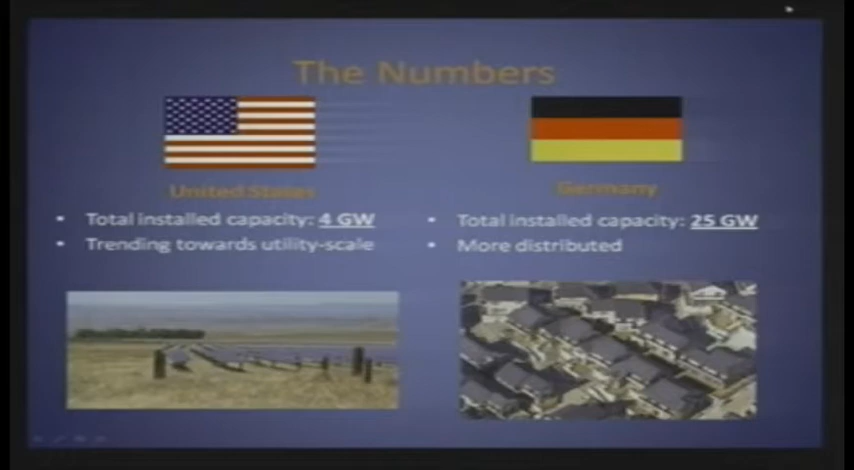 The Numbers
United States
• Total installed capacity: 4 GW
• Trending towards utility-scale
Germany
• Total installed capacity: 25 GW
• More distributed